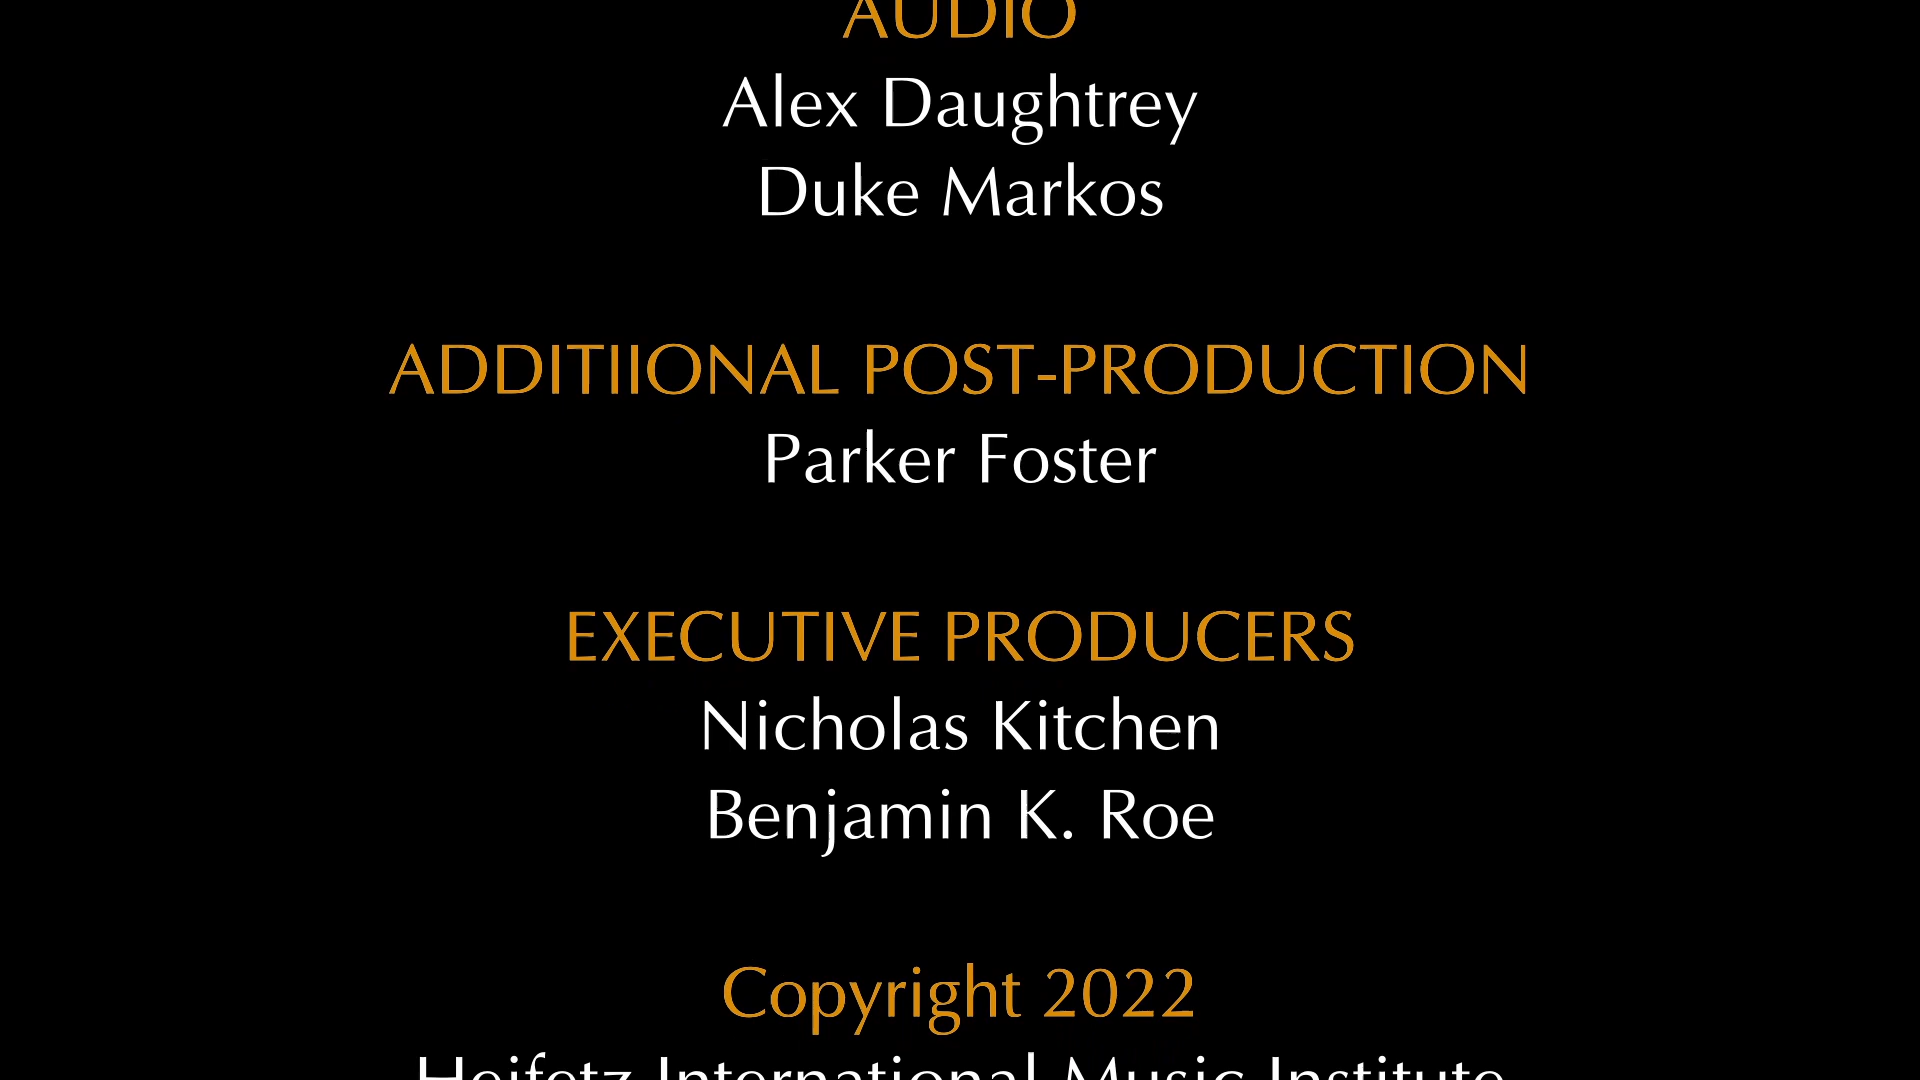 AUDIO
Alex Daughtrey
Duke Markos
ADDITIIONAL POST-PRODUCTION
Parker Foster
EXECUTIVE PRODUCERS
Nicholas Kitchen
Benjamin K. Roe
Copyright 2022
Heifetz International Music Institute